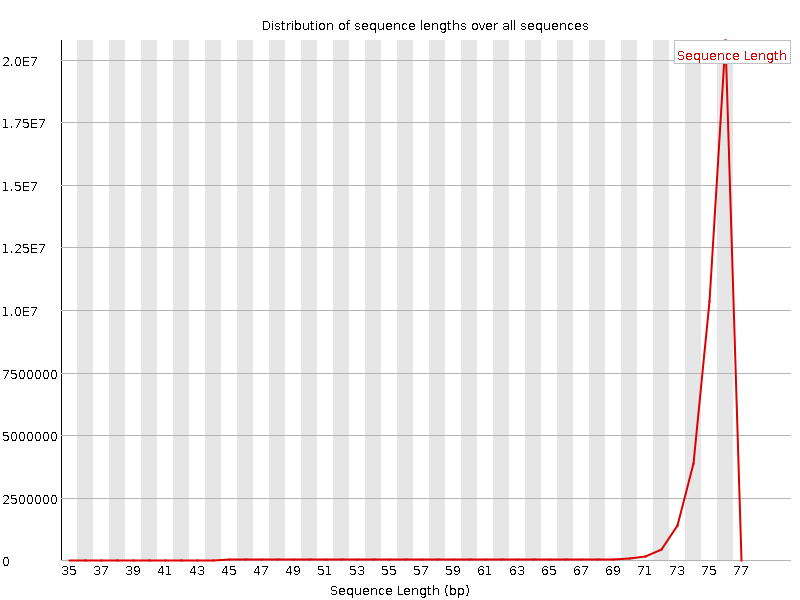 Distribution of sequence lengths over all sequences
Sequence Length
2.0E7
1.75E7
1.5E7
1.25E7
1.0E7
7500000
5000000
2500000
0
35 37 39 41 43 45 47 49 51 53 55 57 59 61 63 65 67 69 71 73 75 77
Sequence Length (bp)